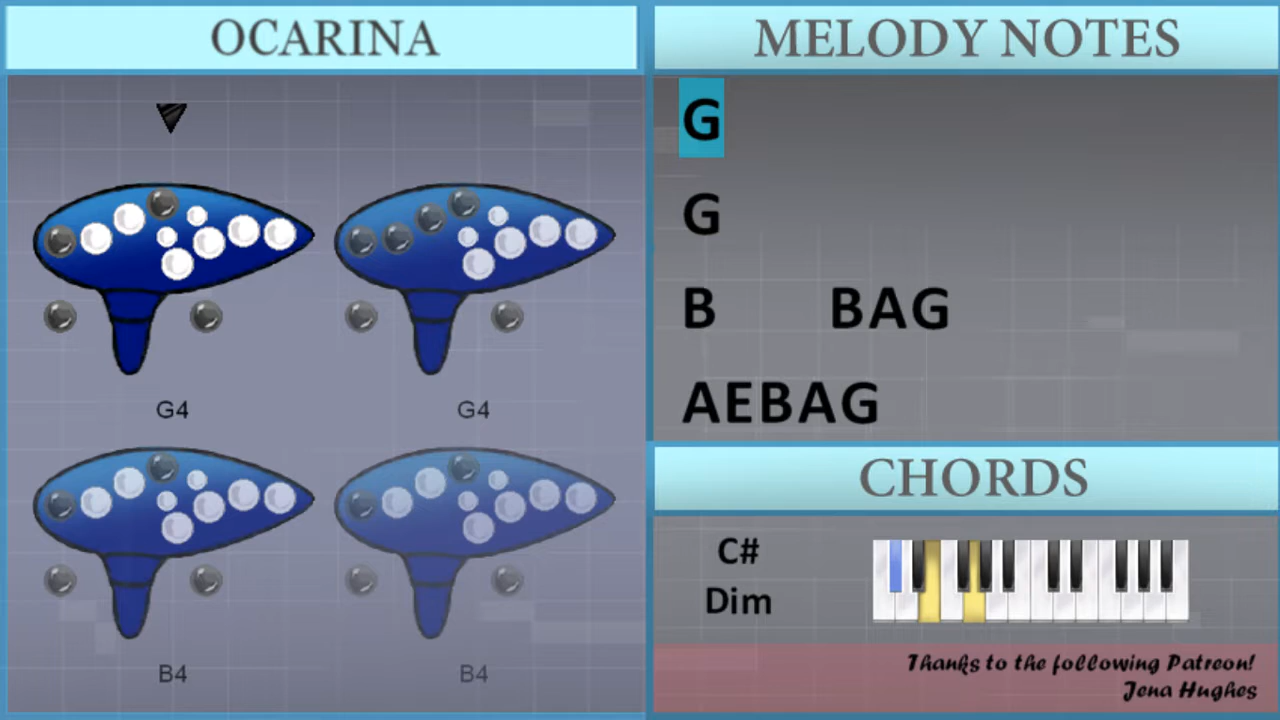 OCARINA
G4 G4
B4 B4
MELODY NOTES
G
G
B BAG
AEBAG
CHORDS
C#
Dim
Thanks to the following Patreon!
Jena Hughes